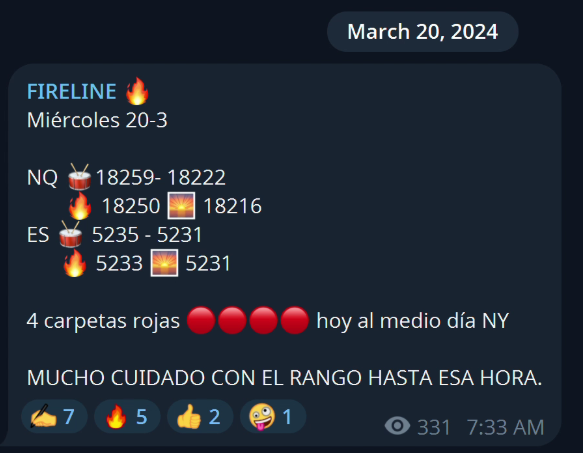 March 20, 2024
FIRELINE 🔥
Miércoles 20-3
NQ 🥁 18259- 18222
🔥 18250 🌅 18216
ES 🥁 5235 - 5231
🔥 5233 🌅 5231
4 carpetas rojas 🔴🔴🔴🔴 hoy al medio día NY
MUCHO CUIDADO CON EL RANGO HASTA ESA HORA.
✍️ 7 🔥 5 👍 2 🤪 1 331 7:33 AM